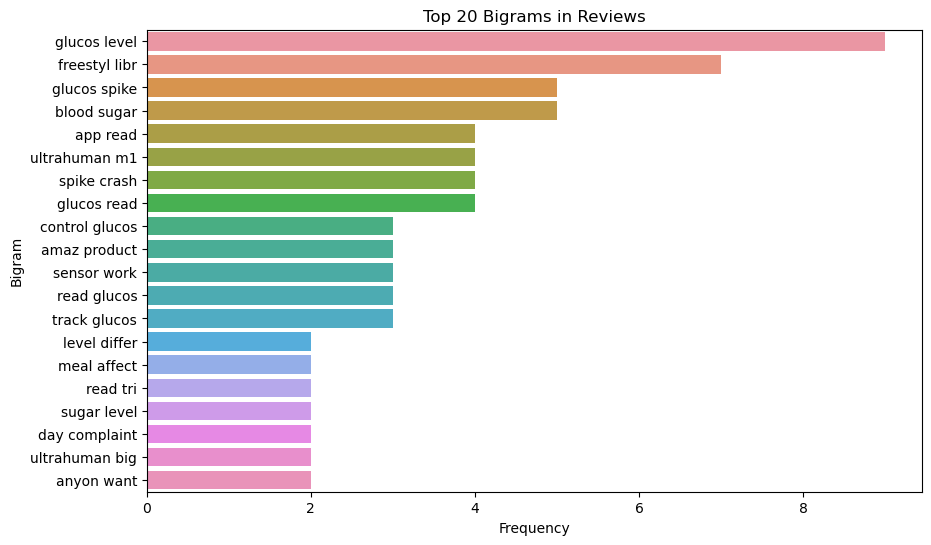 Top 20 Bigrams in Reviews
Bigram
glucos level
freestyl libr
glucos spike
blood sugar
app read
ultrahuman m1
spike crash
glucos read
control glucos
amaz product
sensor work
read glucos
track glucos
level differ
meal affect
read tri
sugar level
day complaint
ultrahuman big
anyon want
0 2 4 6 8
Frequency